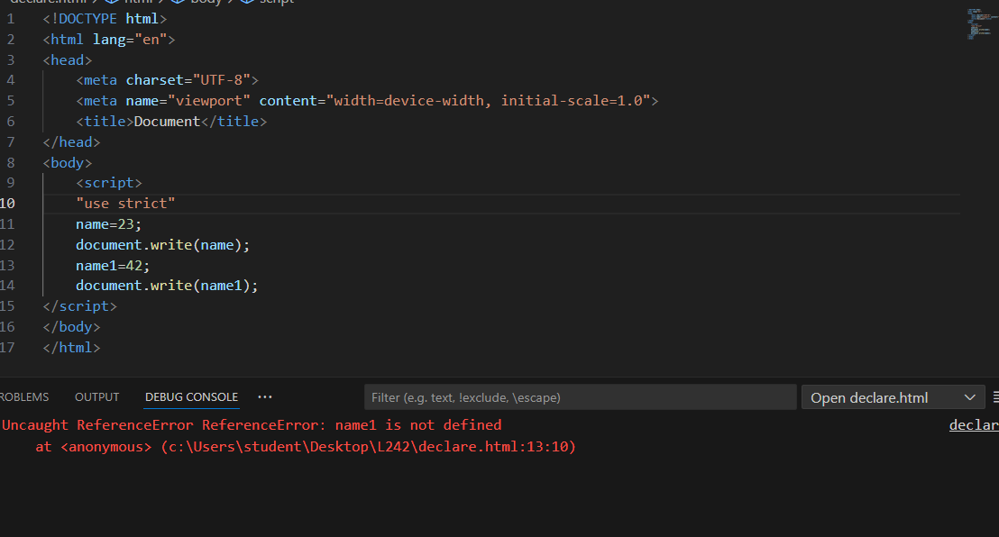 declare.html > html > body > script
1 <!DOCTYPE html>
2 <html lang="en">
3 <head>
4 <meta charset="UTF-8">
5 <meta name="viewport" content="width=device-width, initial-scale=1.0">
6 <title>Document</title>
7 </head>
8 <body>
9 <script>
10 "use strict"
11 name=23;
12 document.write(name);
13 name1=42;
14 document.write(name1);
15 </script>
16 </body>
17 </html>
ROBLEMS OUTPUT DEBUG CONSOLE ··· Filter (e.g. text, !exclude, \escape) Open declare.html
Uncaught ReferenceError ReferenceError: name1 is not defined declar
at <anonymous> (c:\Users\student\Desktop\L242\declare.html:13:10)